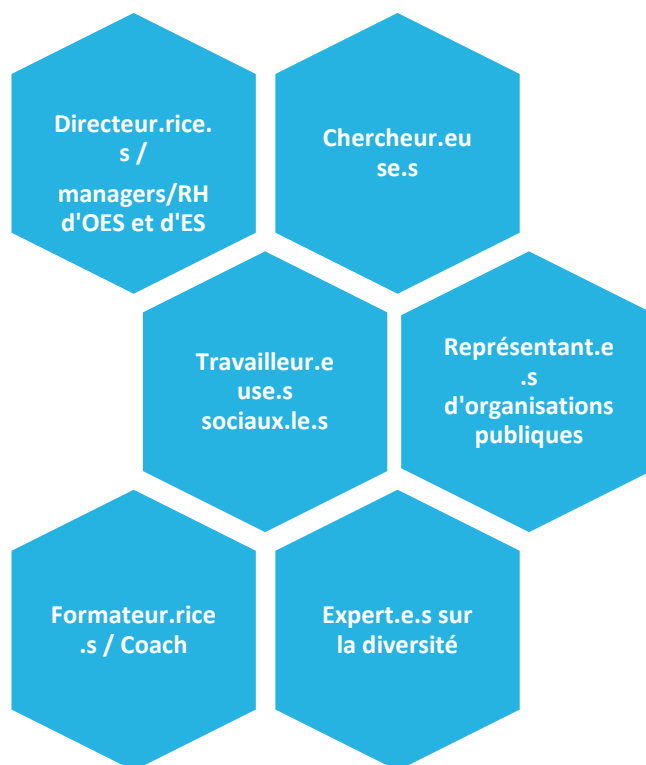 Directeur.rice.
s /
managers/RH
d'OES et d'ES
Chercheur.eu
se.s
Travailleur.e
use.s
sociaux.le.s
Représentant.e
.s
d'organisations
publiques
Formateur.rice
.s / Coach
Expert.e.s sur
la diversité